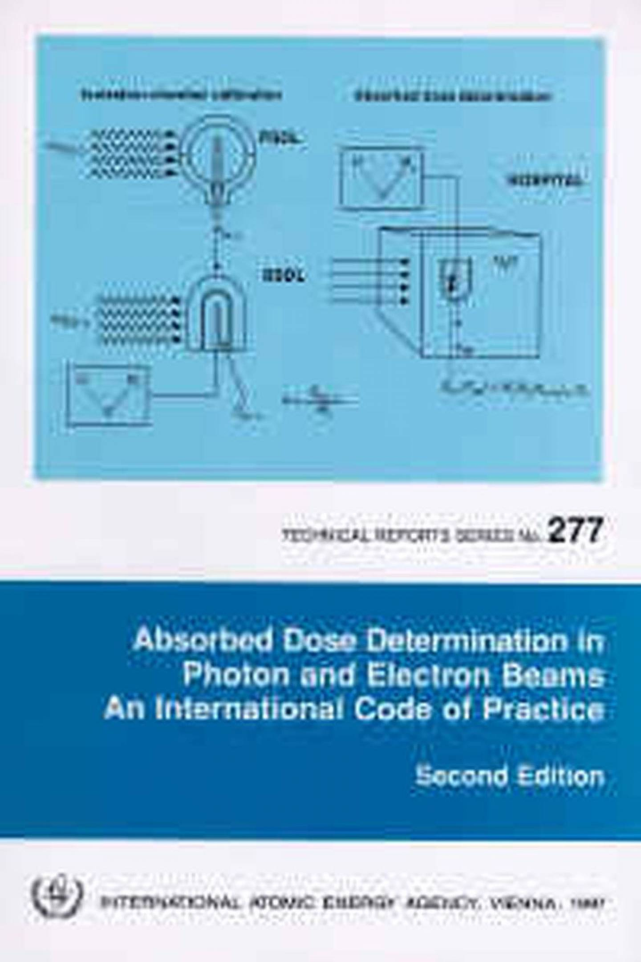 Ionization chamber calibration
Absorbed Dose determination
PSDL
HOSPITAL
SSDL
TECHNICAL REPORTS SERIES No. 277
Absorbed Dose Determination in
Photon and Electron Beams
An International Code of Practice
Second Edition
INTERNATIONAL ATOMIC ENERGY AGENCY, VIENNA, 1997